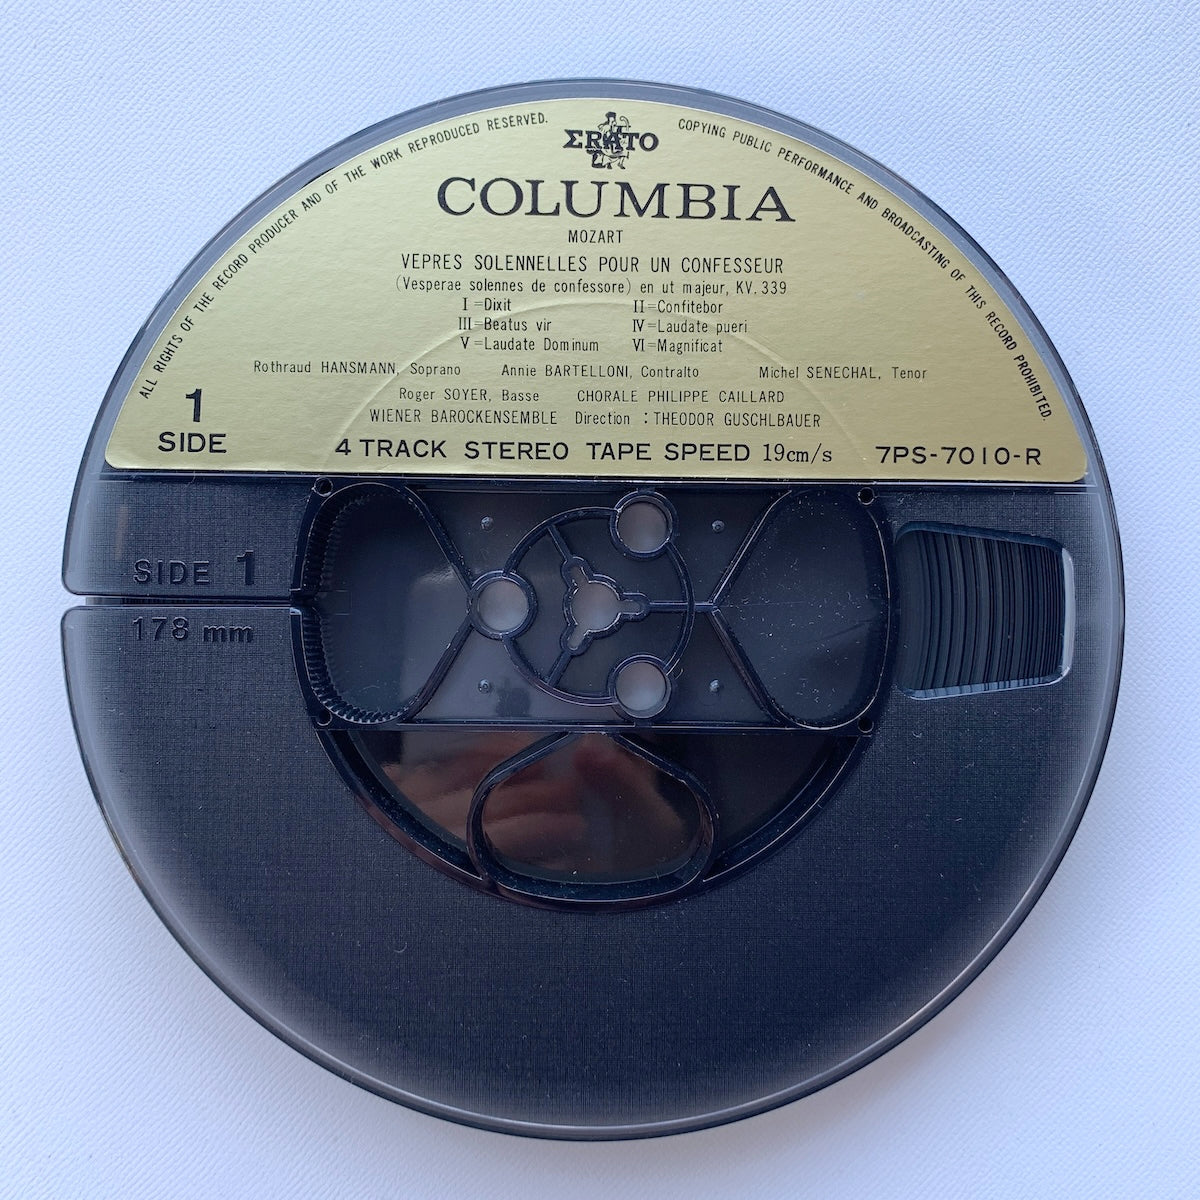 ALL RIGHTS OF THE RECORD PRODUCER AND OF THE WORK REPRODUCED RESERVED.
COPYING PUBLIC PERFORMANCE AND BROADCASTING OF THIS RECORD PROHIBITED.
ΣRATO
COLUMBIA
MOZART
VEPRES SOLENNELLES POUR UN CONFESSEUR
(Vesperae solennes de confessore) en ut majeur, KV. 339
I=Dixit II=Confitebor
III=Beatus vir IV=Laudate pueri
V=Laudate Dominum VI=Magnificat
Rothraud HANSMANN, Soprano Annie BARTELLONI, Contralto Michel SENECHAL, Tenor
Roger SOYER, Basse CHORALE PHILIPPE CAILLARD
WIENER BAROCKENSEMBLE Direction : THEODOR GUSCHLBAUER
1
SIDE
4 TRACK STEREO TAPE SPEED 19cm/s 7PS-7010-R
SIDE 1
178 mm